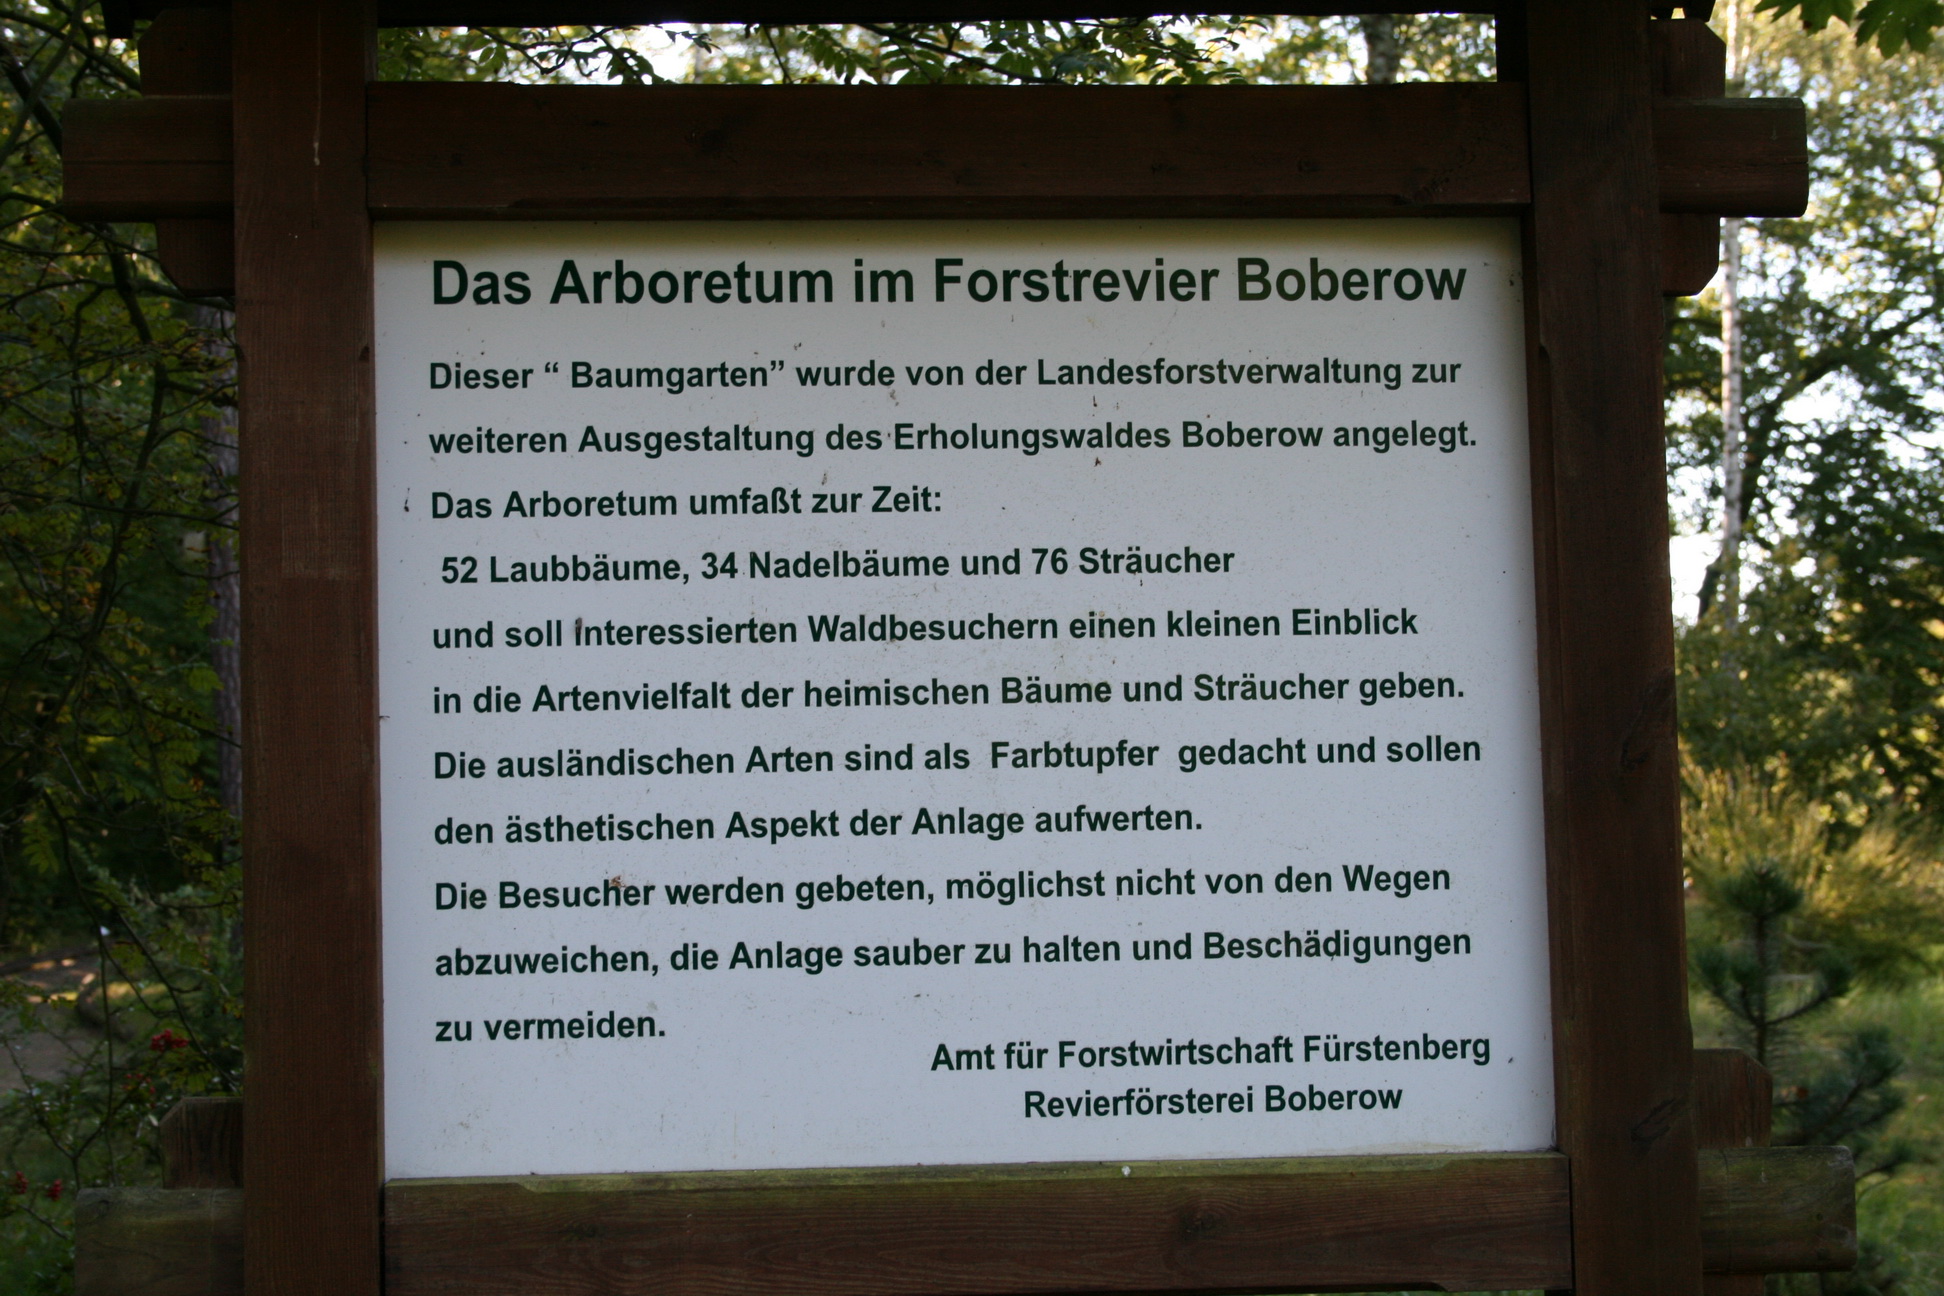 Das Arboretum im Forstrevier Boberow
Dieser “ Baumgarten” wurde von der Landesforstverwaltung zur
weiteren Ausgestaltung des Erholungswaldes Boberow angelegt.
Das Arboretum umfaßt zur Zeit:
52 Laubbäume, 34 Nadelbäume und 76 Sträucher
und soll interessierten Waldbesuchern einen kleinen Einblick
in die Artenvielfalt der heimischen Bäume und Sträucher geben.
Die ausländischen Arten sind als Farbtupfer gedacht und sollen
den ästhetischen Aspekt der Anlage aufwerten.
Die Besucher werden gebeten, möglichst nicht von den Wegen
abzuweichen, die Anlage sauber zu halten und Beschädigungen
zu vermeiden.
Amt für Forstwirtschaft Fürstenberg
Revierförsterei Boberow